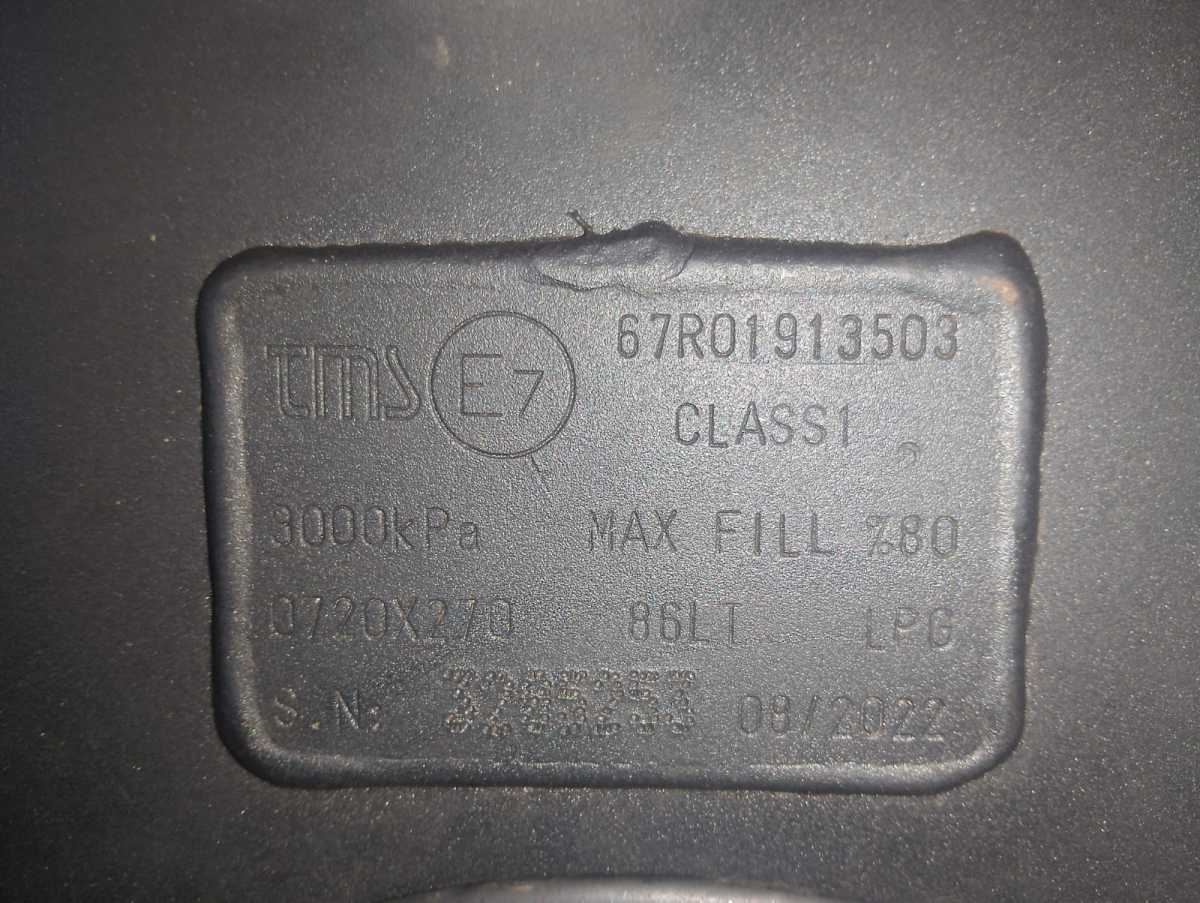 tms E7 67R01913503
CLASS1
3000kPa MAX FILL %80
0720X270 86LT LPG
S.N: 08/2022